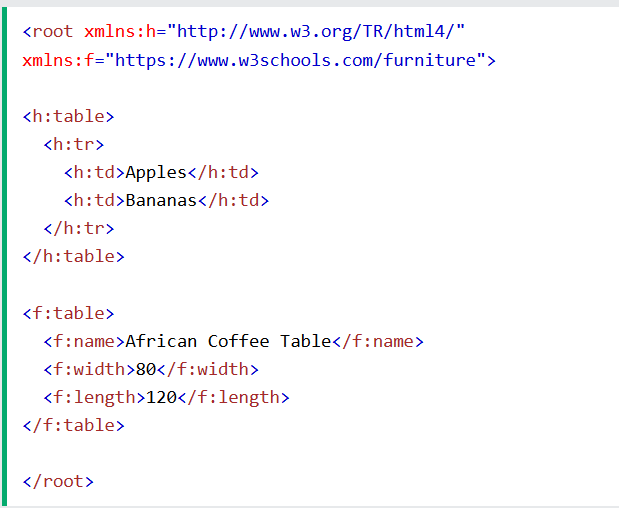 <root xmlns:h="http://www.w3.org/TR/html4/"
xmlns:f="https://www.w3schools.com/furniture">
<h:table>
  <h:tr>
    <h:td>Apples</h:td>
    <h:td>Bananas</h:td>
  </h:tr>
</h:table>
<f:table>
  <f:name>African Coffee Table</f:name>
  <f:width>80</f:width>
  <f:length>120</f:length>
</f:table>
</root>